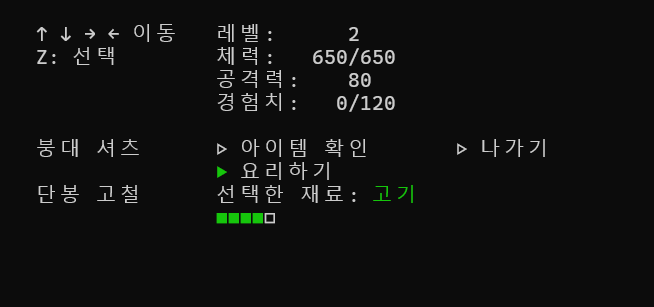 ↑ ↓ → ← 이동 레벨: 2
Z: 선택 체력: 650/650
공격력: 80
경험치: 0/120
붕대 셔츠 ▷ 아이템 확인 ▷ 나가기
▶ 요리하기
단봉 고철 선택한 재료: 고기
■■■■□